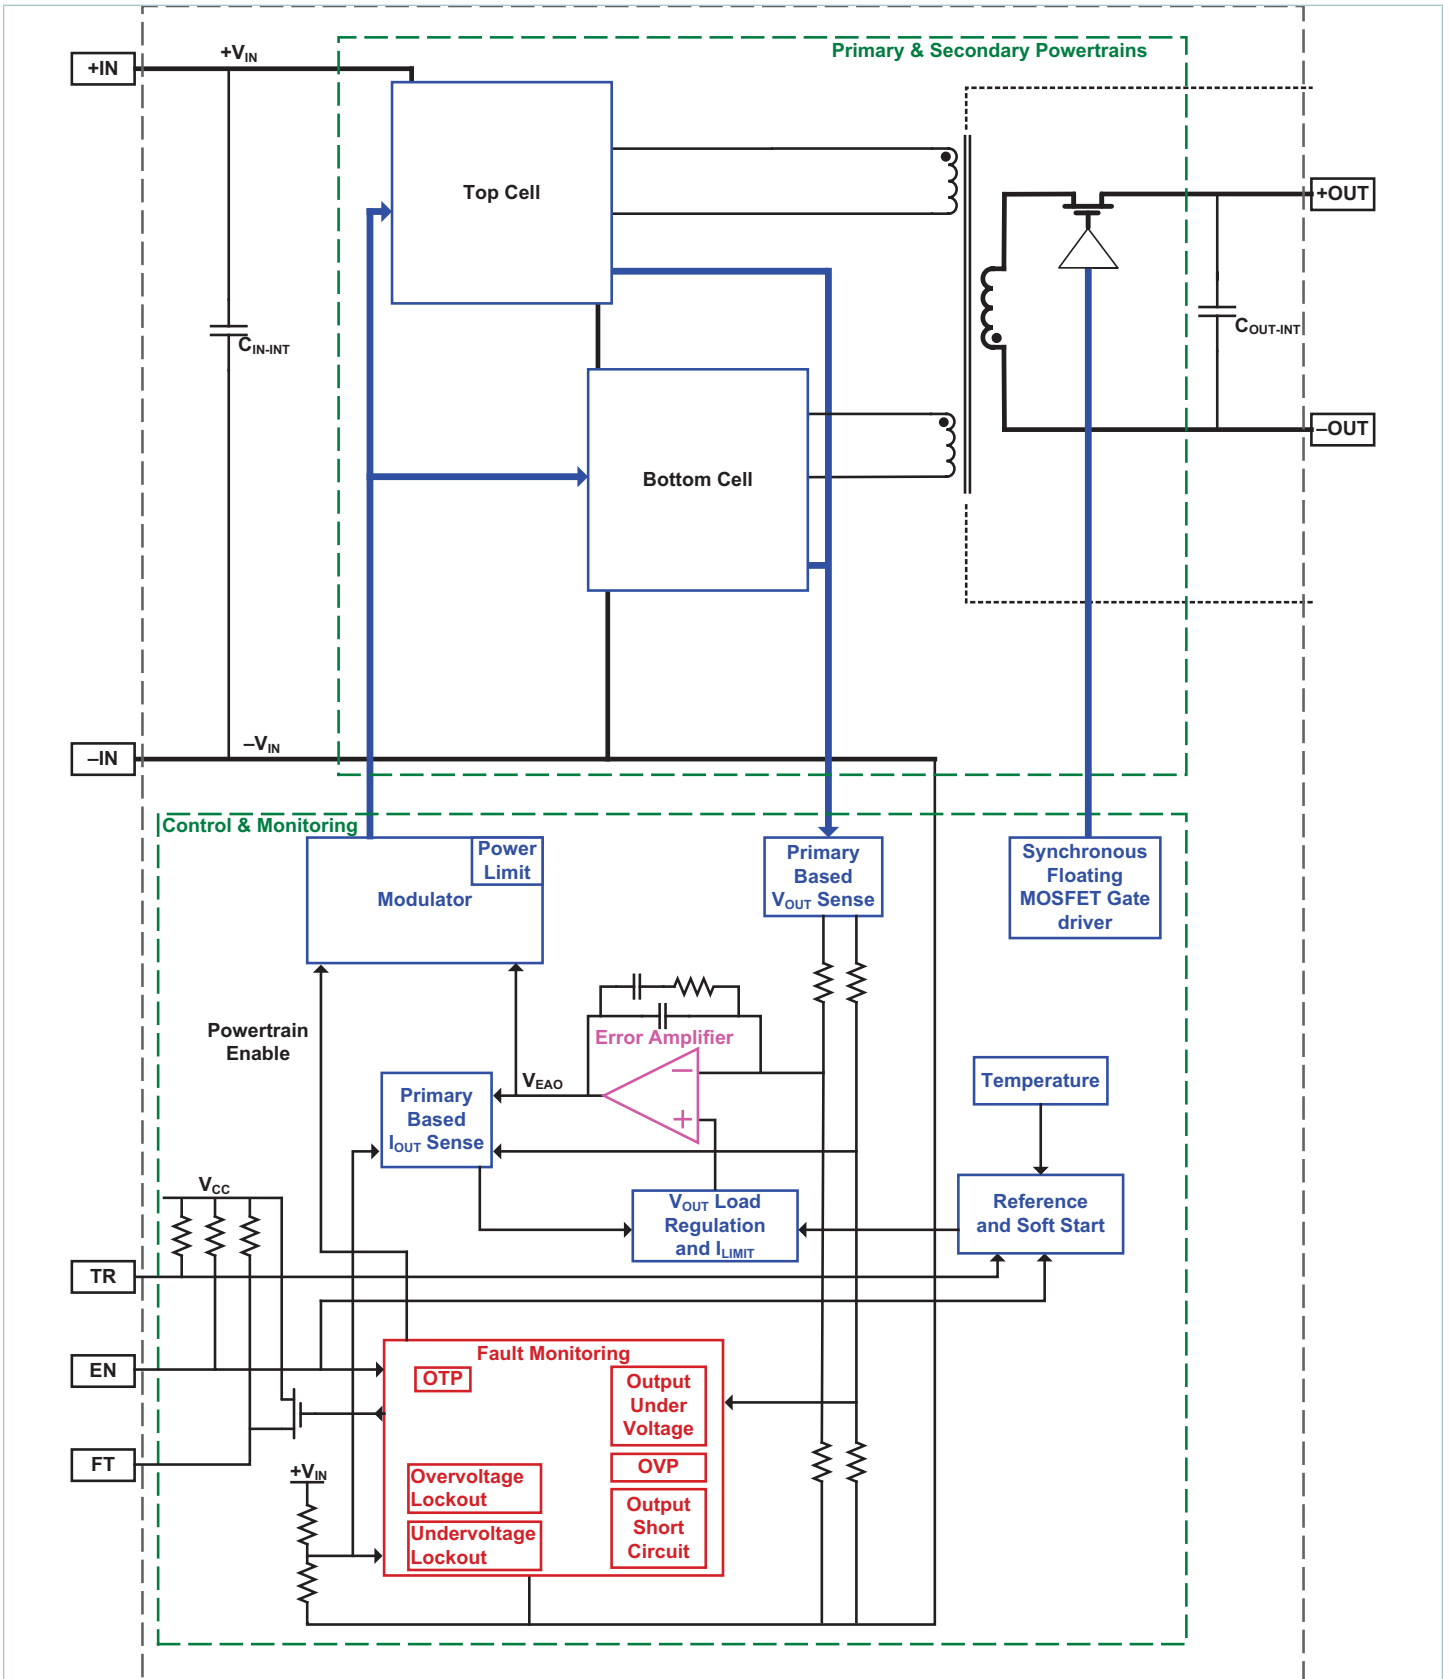 +IN
+VIN
Primary & Secondary Powertrains
Top Cell
+OUT
CIN-INT
COUT-INT
–OUT
Bottom Cell
–IN
–VIN
Control & Monitoring
Power
Limit
Modulator
Primary
Based
VOUT Sense
Synchronous
Floating
MOSFET Gate
driver
Powertrain
Enable
Error Amplifier
–
+
VEAO
Primary
Based
IOUT Sense
Temperature
VCC
VOUT Load
Regulation
and ILIMIT
Reference
and Soft Start
TR
EN
FT
Fault Monitoring
OTP
Output
Under
Voltage
OVP
+VIN
Overvoltage
Lockout
Undervoltage
Lockout
Output
Short
Circuit